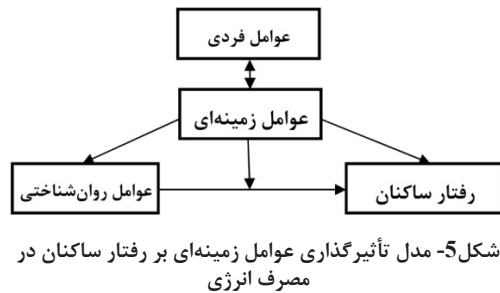 عوامل فردی
عوامل زمینه‌ای
عوامل روان‌شناختی
رفتار ساکنان
شکل5- مدل تأثیرگذاری عوامل زمینه‌ای بر رفتار ساکنان در
مصرف انرژی